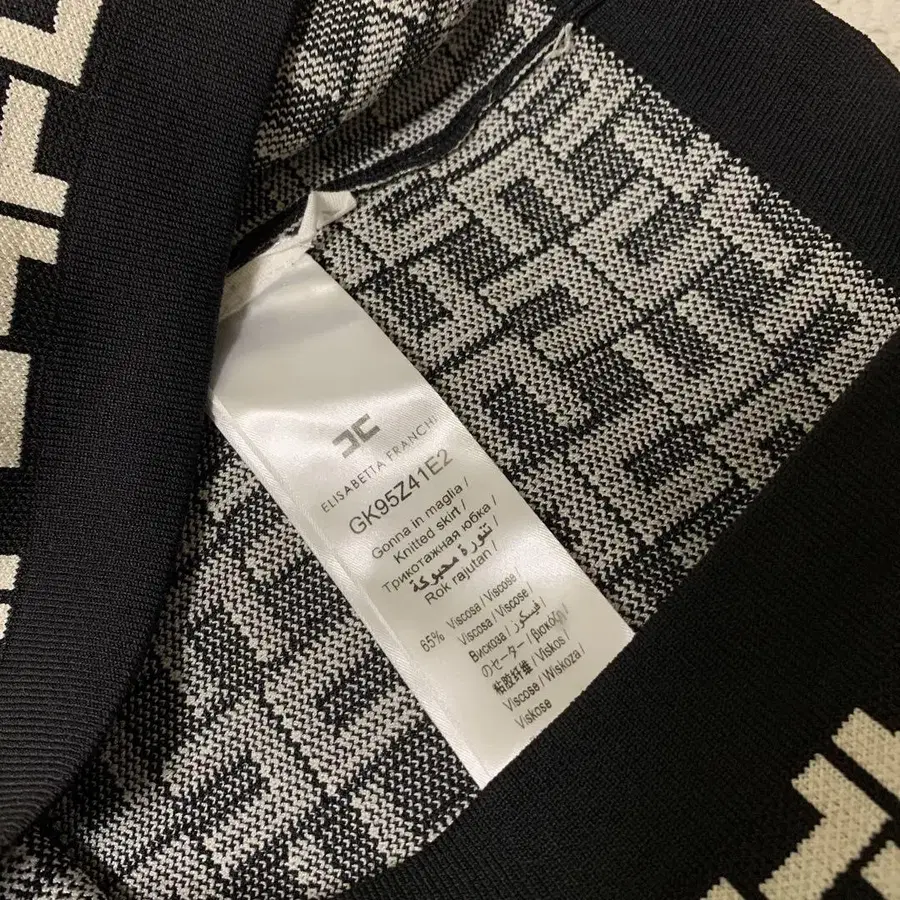 ELISABETTA FRANCHI
GK95Z41E2
Gonna in maglia /
Knitted skirt /
Трикотажная юбка /
تنورة محبوكة /
Rok rajutan /
65% Viscosa / Viscose /
Viscosa / Viscose /
Вискоза / فيسكوز /
のセーター / βισκόζη /
粘胶纤维 / Viskos /
Viscose / Wiskoza /
Viskose